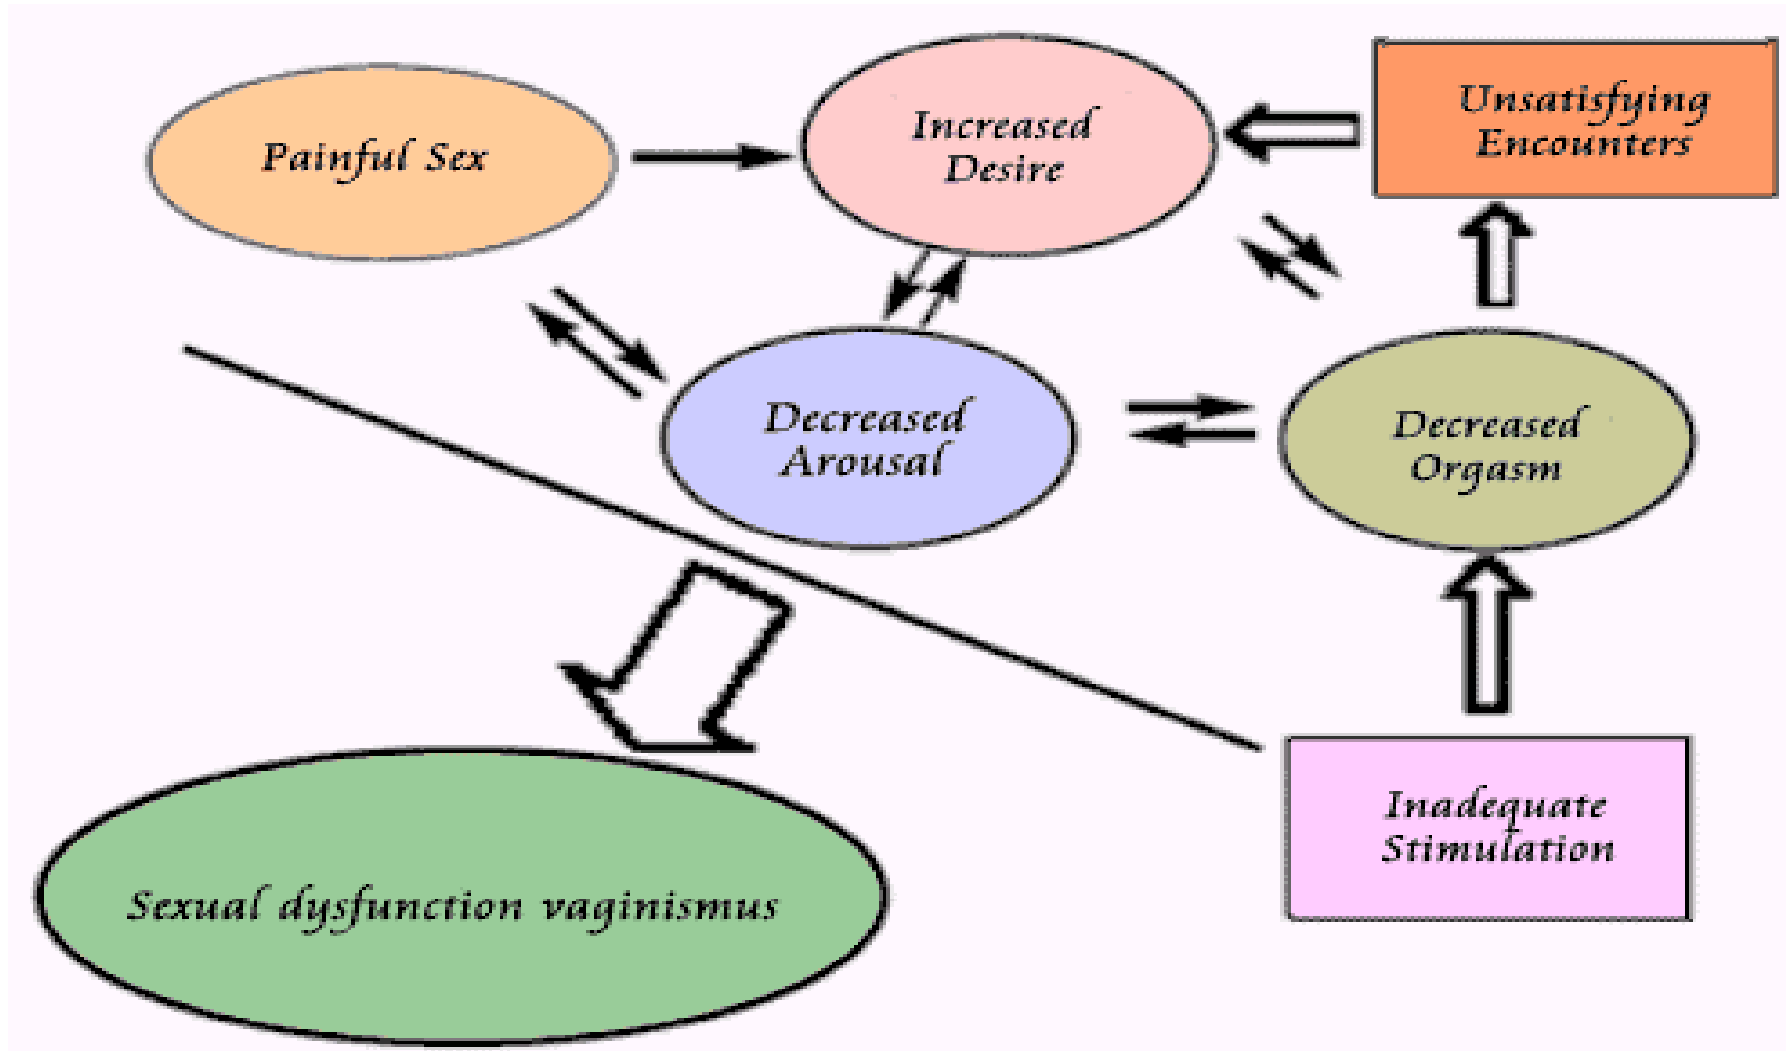 Painful Sex
Increased
Desire
Unsatisfying
Encounters
Decreased
Arousal
Decreased
Orgasm
Inadequate
Stimulation
Sexual dysfunction vaginismus